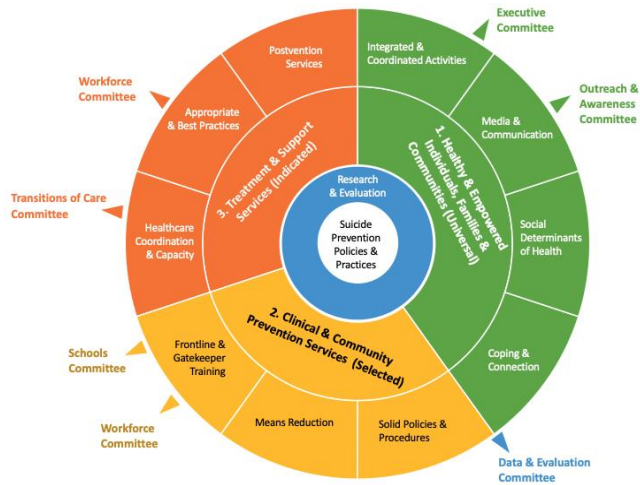 Executive
Committee
Postvention
Services
Integrated &
Coordinated Activities
Workforce
Committee
Outreach &
Awareness
Committee
Appropriate
& Best Practices
Media &
Communication
3. Treatment & Support
Services (Indicated)
1. Healthy & Empowered
Individuals, Families &
Communities (Universal)
Research
& Evaluation
Transitions of Care
Committee
Healthcare
Coordination
& Capacity
Suicide
Prevention
Policies &
Practices
Social
Determinants
of Health
2. Clinical & Community
Prevention Services (Selected)
Schools
Committee
Frontline &
Gatekeeper
Training
Coping &
Connection
Workforce
Committee
Means Reduction
Solid Policies &
Procedures
Data & Evaluation
Committee